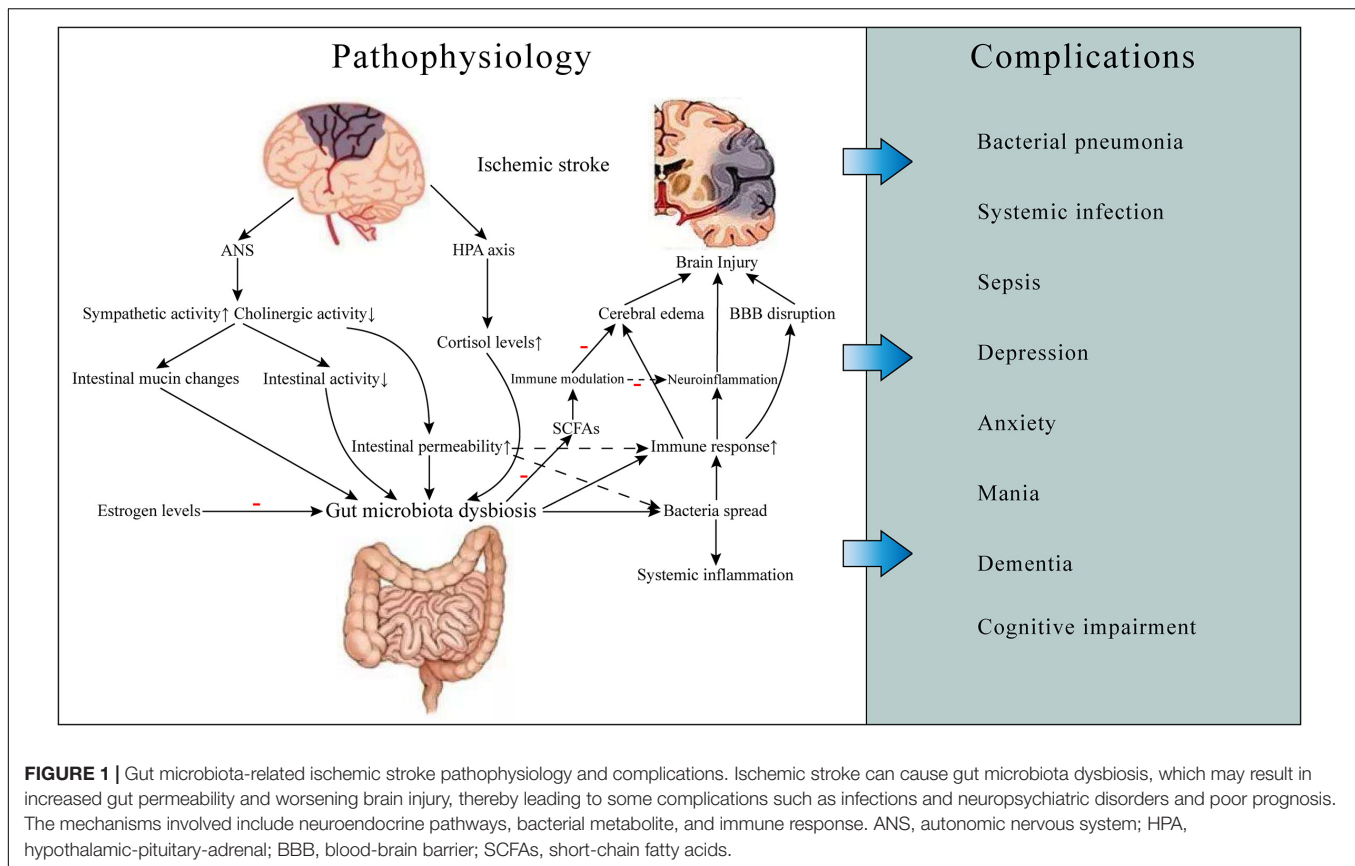 Pathophysiology
Complications
Ischemic stroke
ANS
HPA axis
Brain Injury
Sympathetic activity↑ Cholinergic activity↓
Cerebral edema
BBB disruption
Cortisol levels↑
Intestinal mucin changes
Intestinal activity↓
Immune modulation
-
-
Neuroinflammation
SCFAs
Intestinal permeability↑
Immune response↑
-
Estrogen levels
-
Gut microbiota dysbiosis
Bacteria spread
Systemic inflammation
Bacterial pneumonia
Systemic infection
Sepsis
Depression
Anxiety
Mania
Dementia
Cognitive impairment
FIGURE 1 | Gut microbiota-related ischemic stroke pathophysiology and complications. Ischemic stroke can cause gut microbiota dysbiosis, which may result in
increased gut permeability and worsening brain injury, thereby leading to some complications such as infections and neuropsychiatric disorders and poor prognosis.
The mechanisms involved include neuroendocrine pathways, bacterial metabolite, and immune response. ANS, autonomic nervous system; HPA,
hypothalamic-pituitary-adrenal; BBB, blood-brain barrier; SCFAs, short-chain fatty acids.